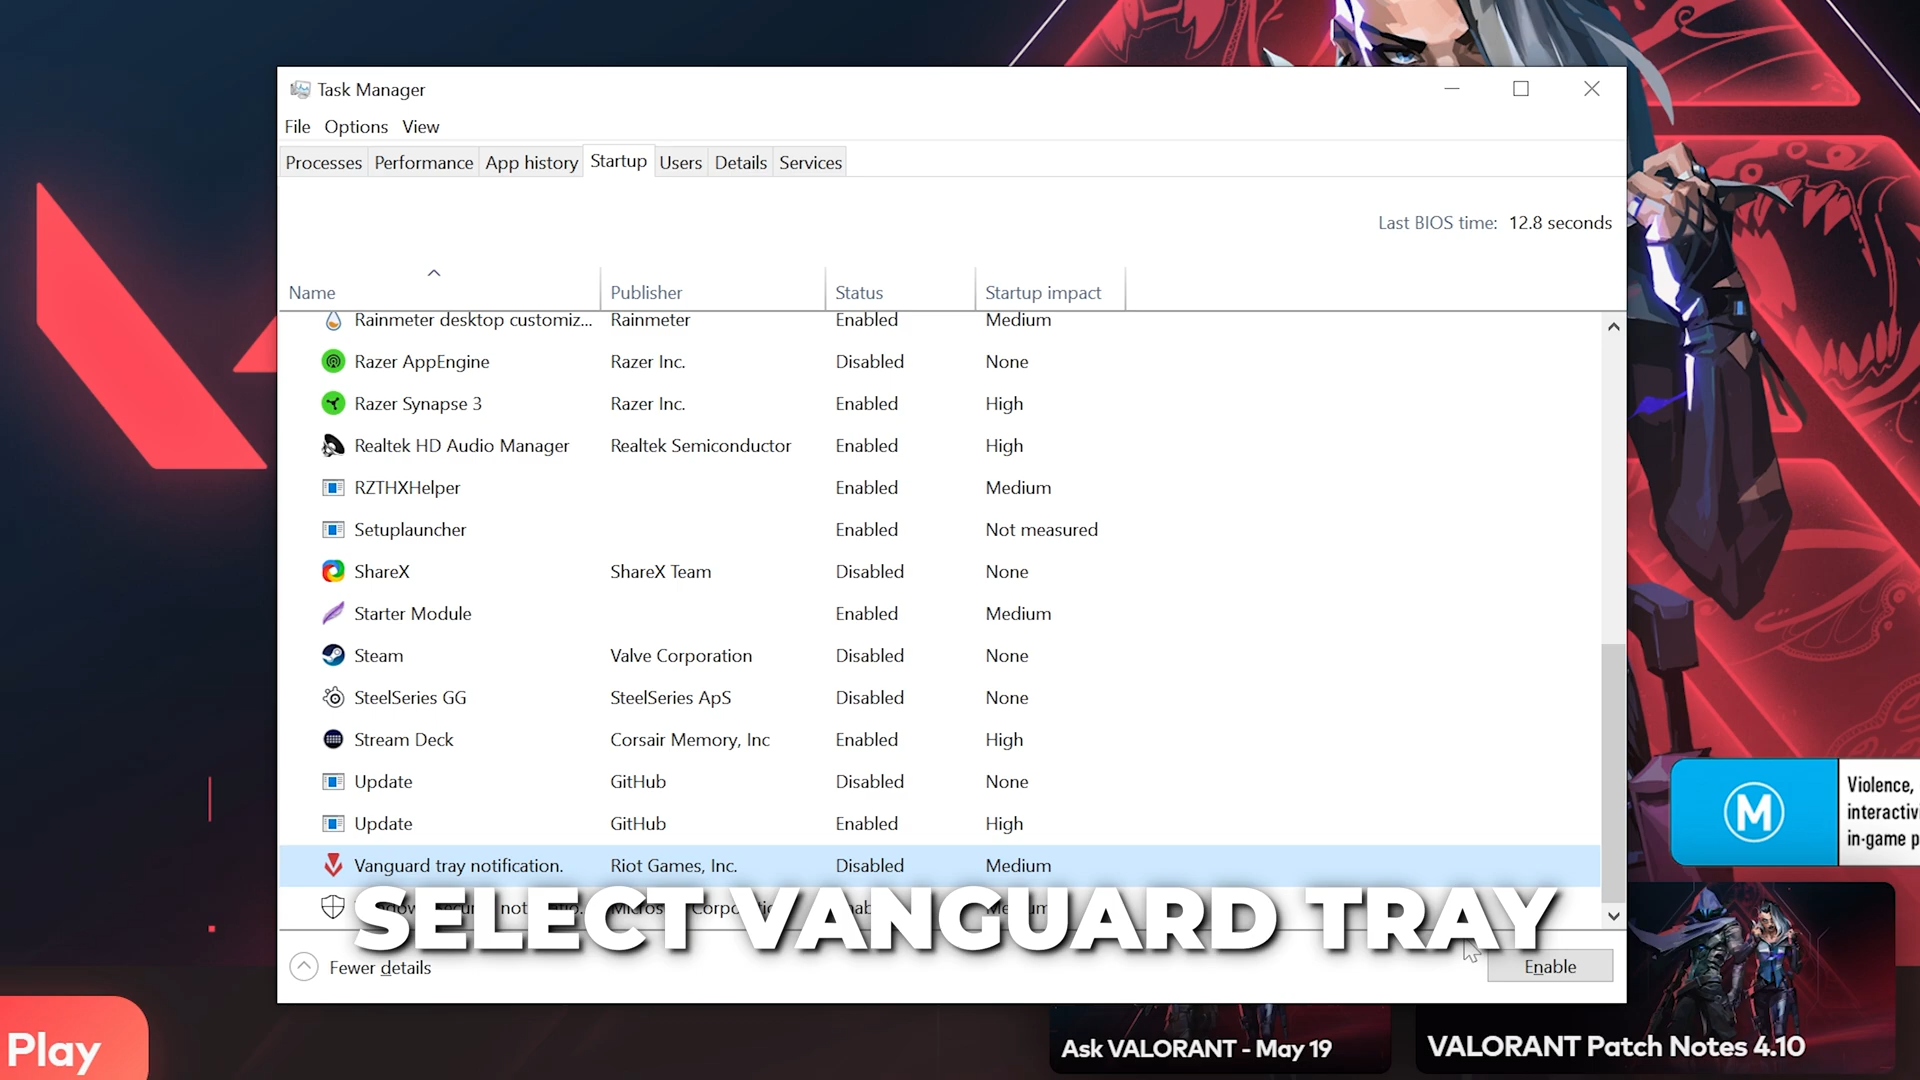 Task Manager
File Options View
Processes Performance App history Startup Users Details Services
Last BIOS time: 12.8 seconds
Name Publisher Status Startup impact
Rainmeter desktop customiz... Rainmeter Enabled Medium
Razer AppEngine Razer Inc. Disabled None
Razer Synapse 3 Razer Inc. Enabled High
Realtek HD Audio Manager Realtek Semiconductor Enabled High
RZTHXHelper Enabled Medium
Setuplauncher Enabled Not measured
ShareX ShareX Team Disabled None
Starter Module Enabled Medium
Steam Valve Corporation Disabled None
SteelSeries GG SteelSeries ApS Disabled None
Stream Deck Corsair Memory, Inc Enabled High
Update GitHub Disabled None
Update GitHub Enabled High
Vanguard tray notification. Riot Games, Inc. Disabled Medium
SELECT VANGUARD TRAY
Fewer details
Enable
M
Violence,
in-game
Play
Ask VALORANT - May 19
VALORANT Patch Notes 4.10